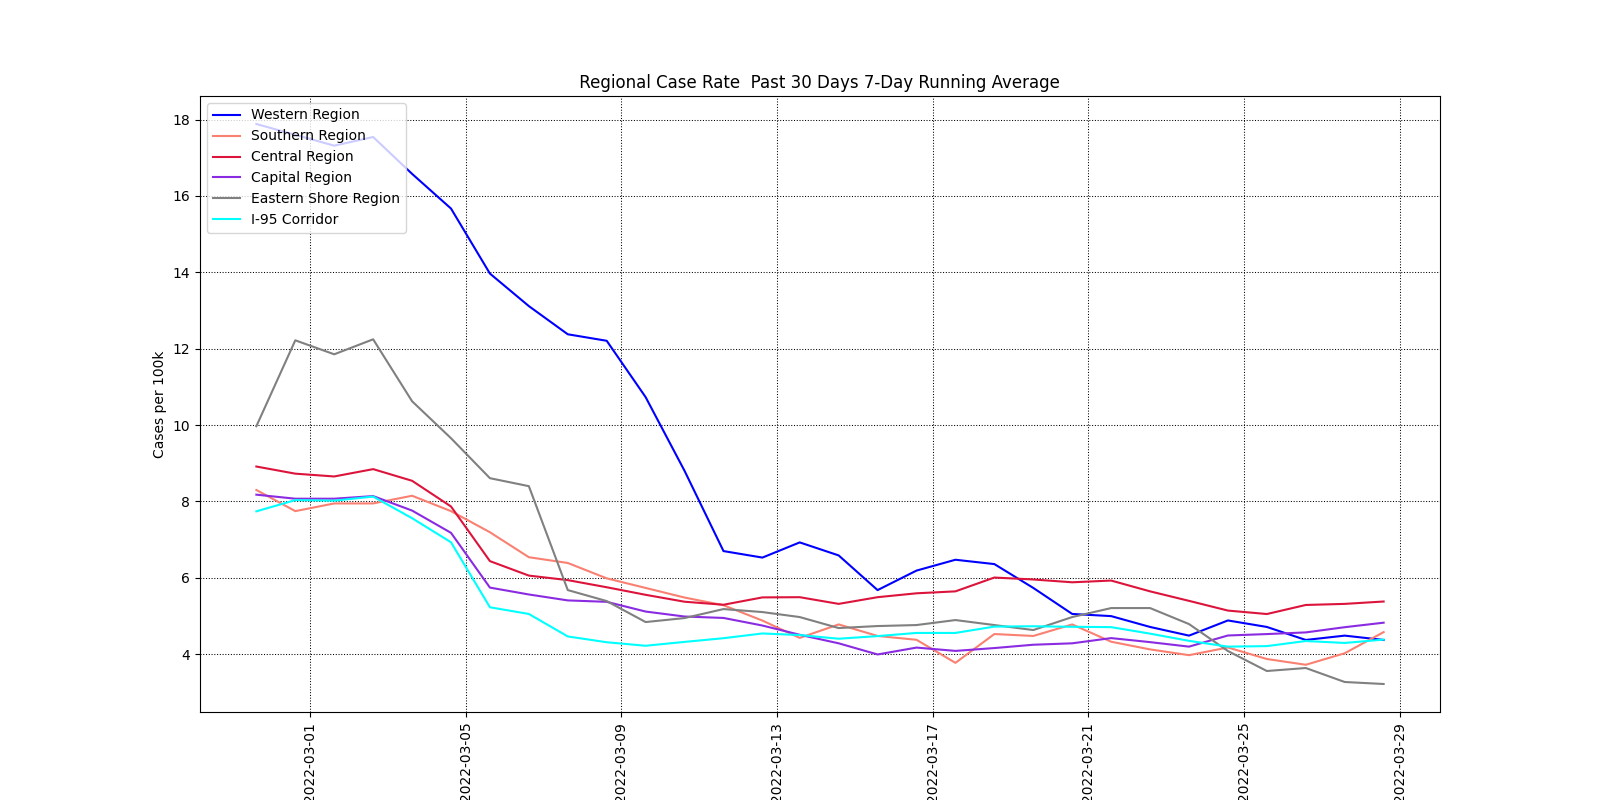 Regional Case Rate  Past 30 Days 7-Day Running Average
Western Region
Southern Region
Central Region
Capital Region
Eastern Shore Region
I-95 Corridor
Cases per 100k
18
16
14
12
10
8
6
4
2022-03-01
2022-03-05
2022-03-09
2022-03-13
2022-03-17
2022-03-21
2022-03-25
2022-03-29